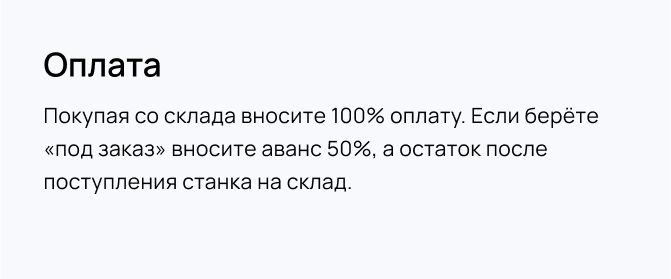 Оплата
Покупая со склада вносите 100% оплату. Если берёте
«под заказ» вносите аванс 50%, а остаток после
поступления станка на склад.